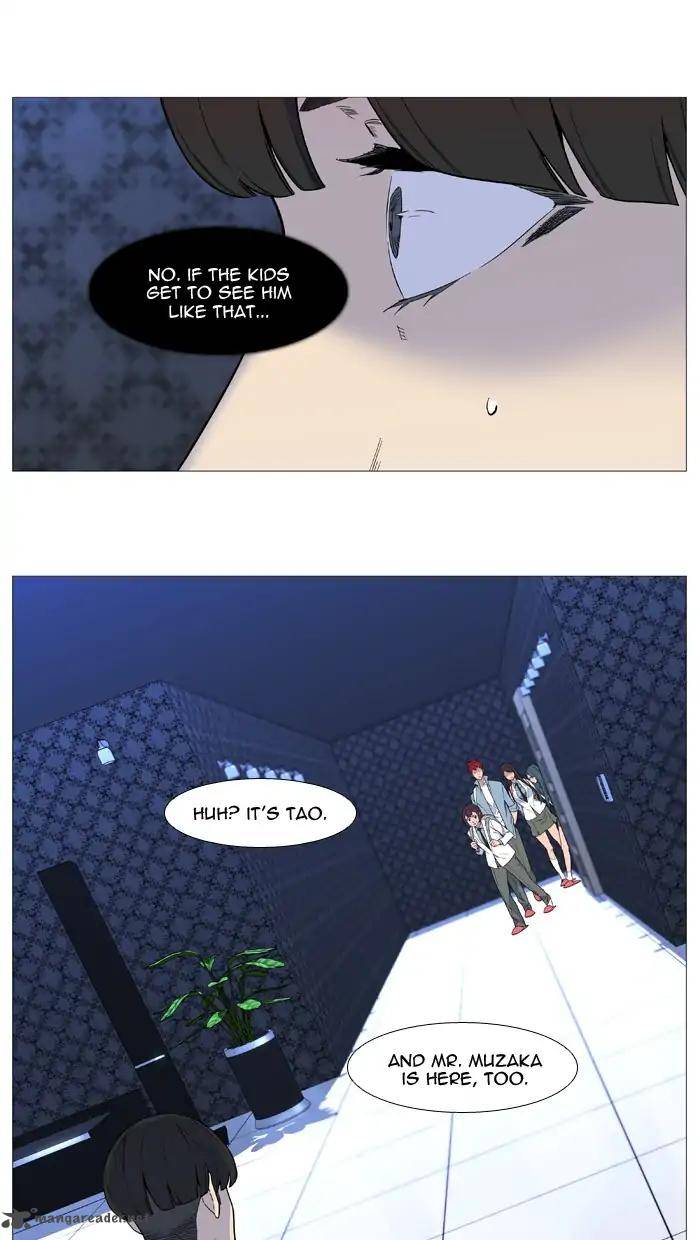 NO. IF THE KIDS
GET TO SEE HIM
LIKE THAT...
HUH? IT'S TAO.
AND MR. MUZAKA
IS HERE, TOO.
mangareader.net